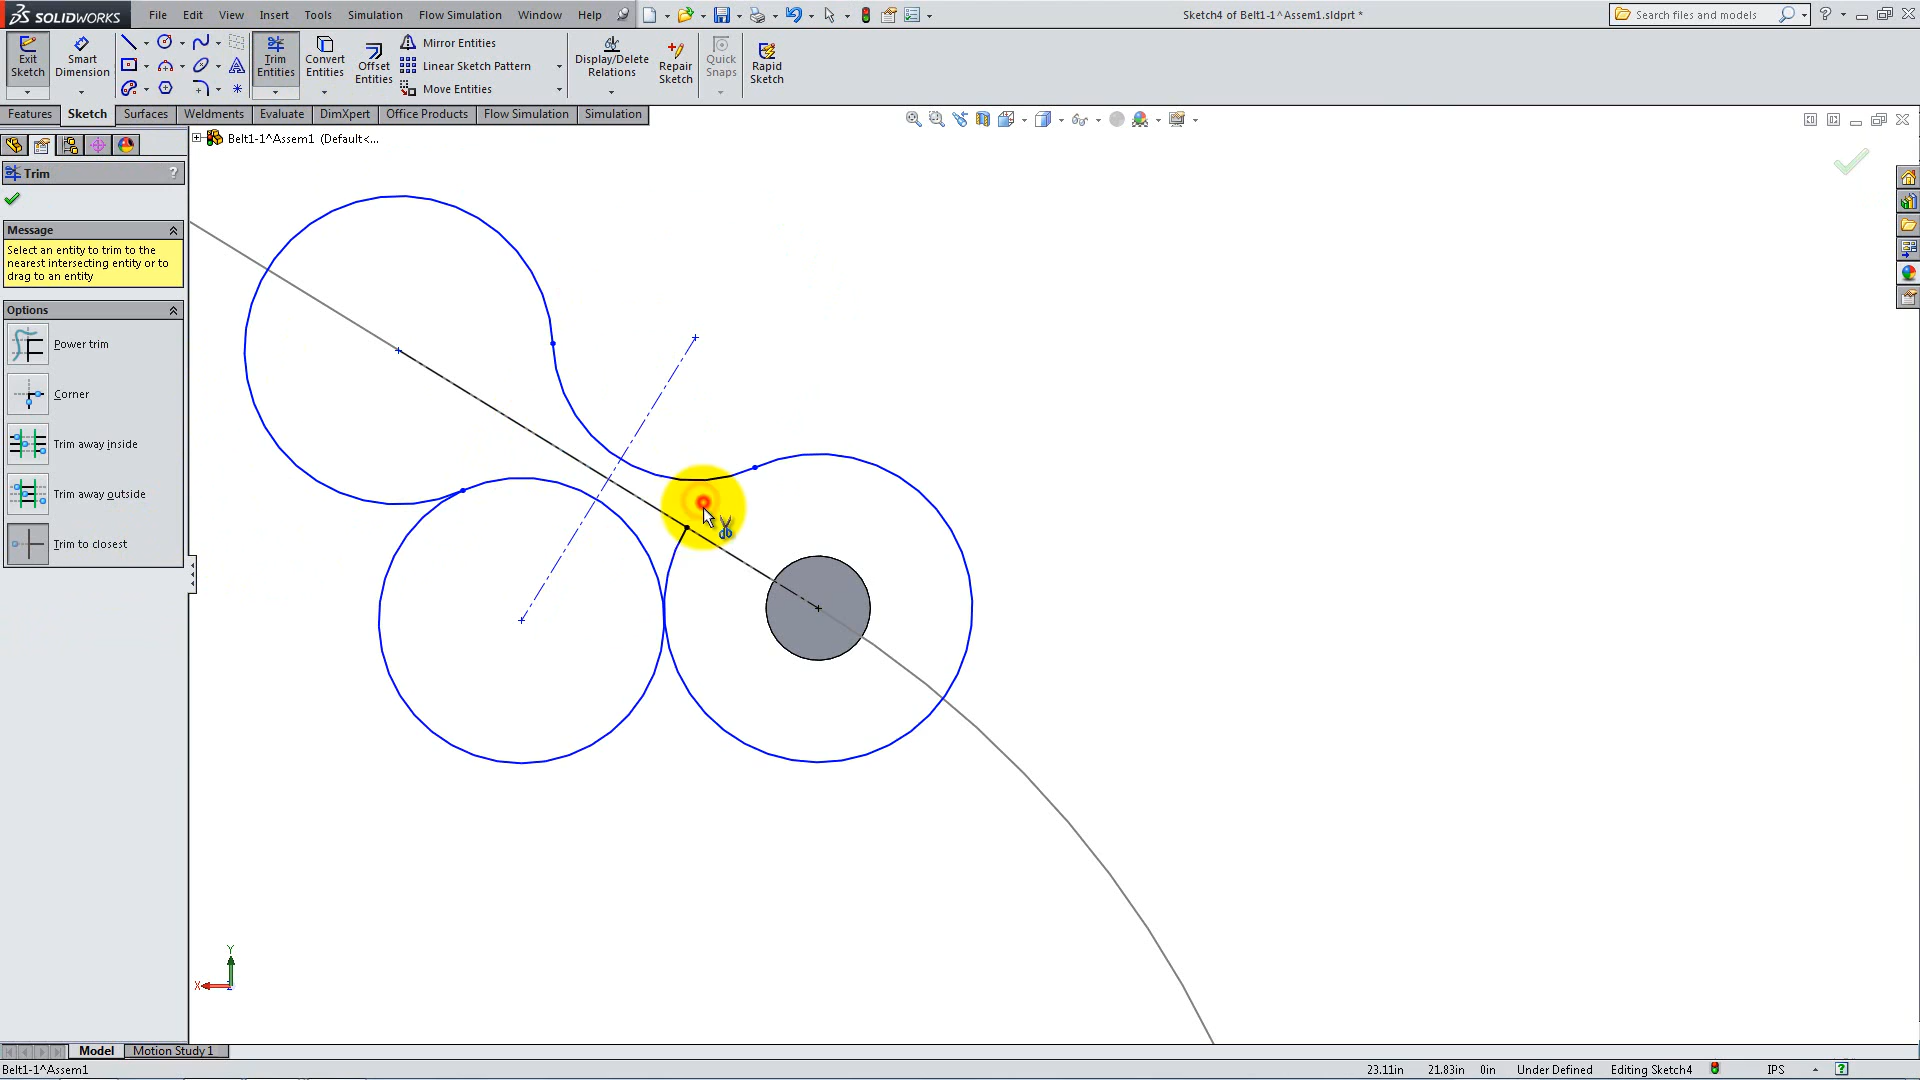 SOLIDWORKS File Edit View Insert Tools Simulation Flow Simulation Window Help Sketch4 of Belt1-1^Assem1.sldprt * Search files and models
Exit Sketch
Smart Dimension
Trim Entities
Convert Entities
Offset Entities
Mirror Entities
Linear Sketch Pattern
Move Entities
Display/Delete Relations
Repair Sketch
Quick Snaps
Rapid Sketch
Features Sketch Surfaces Weldments Evaluate DimXpert Office Products Flow Simulation Simulation
Belt1-1^Assem1 (Default<...
Trim ?
Message
Select an entity to trim to the
nearest intersecting entity or to
drag to an entity
Options
Power trim
Corner
Trim away inside
Trim away outside
Trim to closest
Y
X
Z
Model Motion Study 1
Belt1-1^Assem1 23.11in 21.83in 0in Under Defined Editing Sketch4 IPS ?